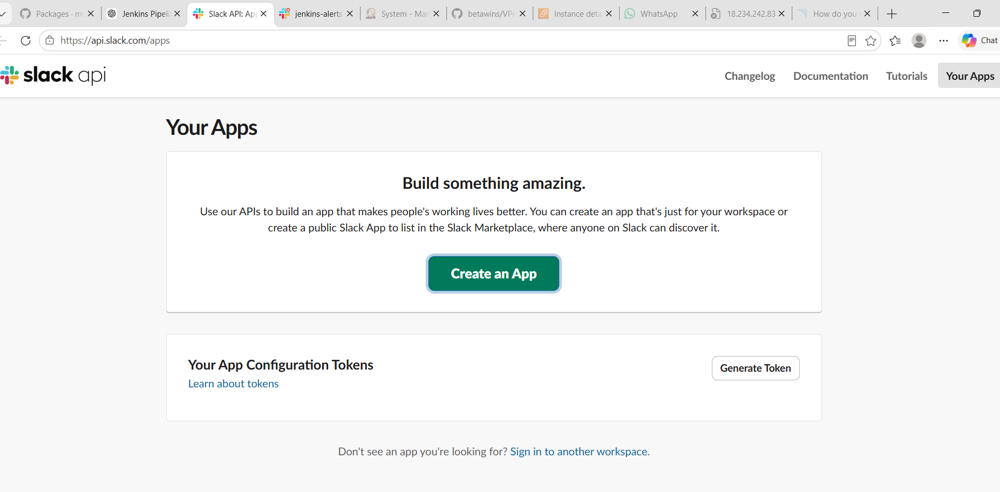 Packages · mo
Jenkins Pipeli
Slack API: App
jenkins-alerts
System - Man
betawins/VPr
Instance detai
WhatsApp
18.234.242.83
How do you
https://api.slack.com/apps
Chat
slack api
Changelog
Documentation
Tutorials
Your Apps
Your Apps
Build something amazing.
Use our APIs to build an app that makes people's working lives better. You can create an app that's just for your workspace or
create a public Slack App to list in the Slack Marketplace, where anyone on Slack can discover it.
Create an App
Your App Configuration Tokens
Generate Token
Learn about tokens
Don't see an app you're looking for? Sign in to another workspace.